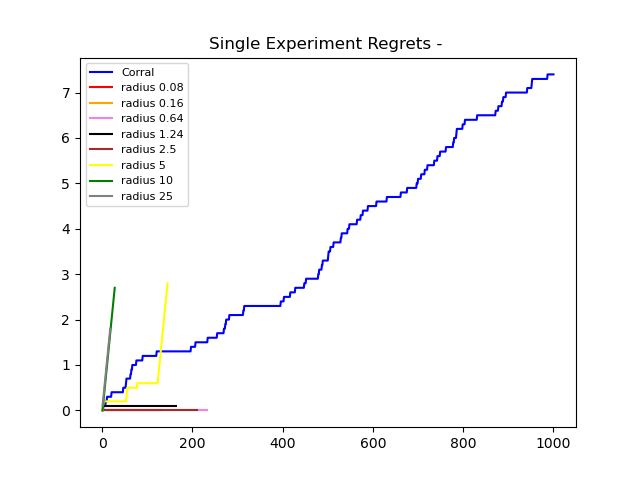 Single Experiment Regrets -
Corral
radius 0.08
radius 0.16
radius 0.64
radius 1.24
radius 2.5
radius 5
radius 10
radius 25
7
6
5
4
3
2
1
0
0 200 400 600 800 1000